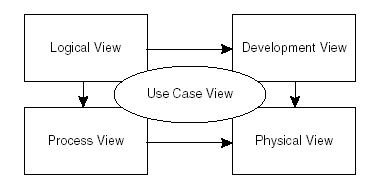 Logical View
Development View
Use Case View
Process View
Physical View